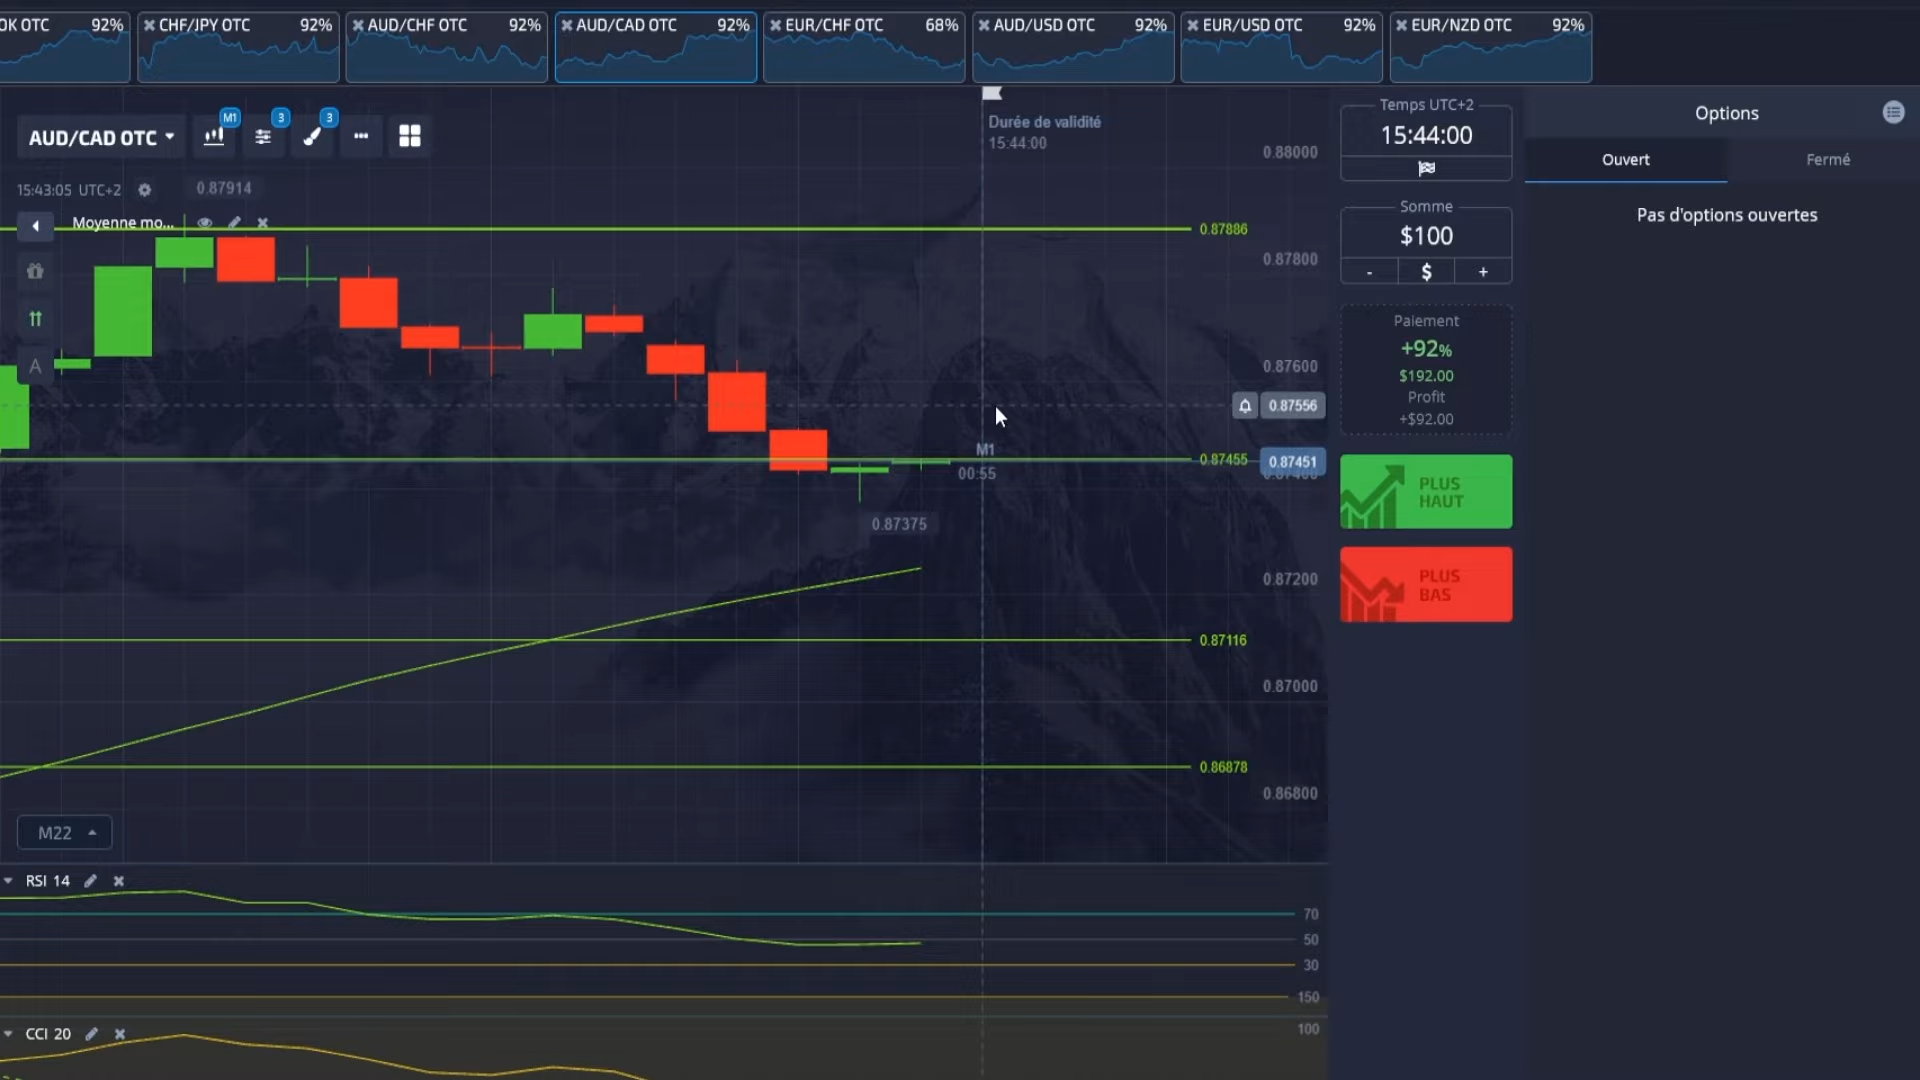 OK OTC 92%
CHF/JPY OTC 92%
AUD/CHF OTC 92%
AUD/CAD OTC 92%
EUR/CHF OTC 68%
AUD/USD OTC 92%
EUR/USD OTC 92%
EUR/NZD OTC 92%
AUD/CAD OTC
M1
3
3
15:43:05 UTC+2
0.87914
Moyenne mo...
A
Durée de validité
15:44:00
0.88000
0.87886
0.87800
0.87600
0.87556
M1
00:55
0.87455
0.87451
0.87375
0.87200
0.87116
0.87000
0.86878
0.86800
M22
RSI 14
70
50
30
150
CCI 20
100
Temps UTC+2
15:44:00
Somme
$100
- $ +
Paiement
+92%
$192.00
Profit
+$92.00
PLUS
HAUT
PLUS
BAS
Options
Ouvert
Fermé
Pas d'options ouvertes